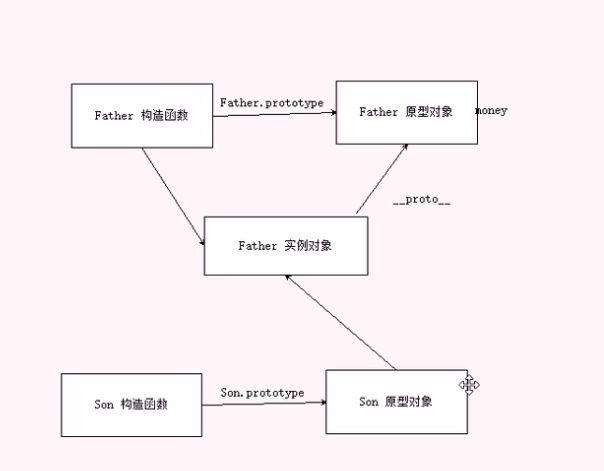 Father.prototype
Father 构造函数
Father 原型对象
money
__proto__
Father 实例对象
Son.prototype
Son 构造函数
Son 原型对象